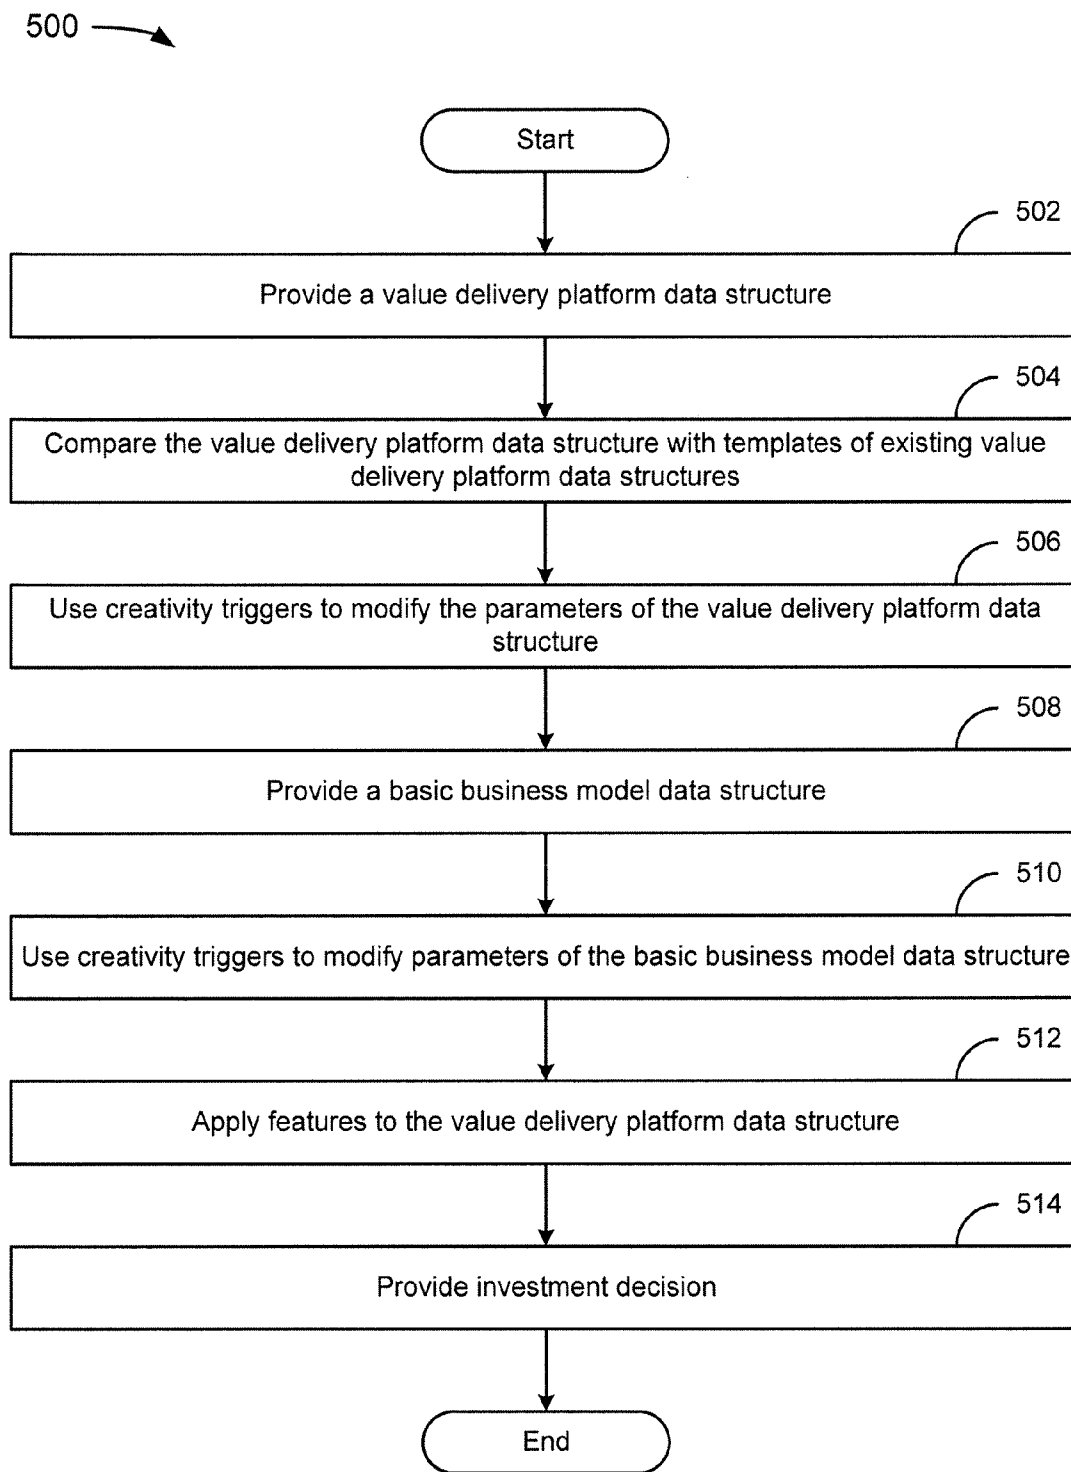 500
Start
502
Provide a value delivery platform data structure
504
Compare the value delivery platform data structure with templates of existing value
delivery platform data structures
506
Use creativity triggers to modify the parameters of the value delivery platform data
structure
508
Provide a basic business model data structure
510
Use creativity triggers to modify parameters of the basic business model data structure
512
Apply features to the value delivery platform data structure
514
Provide investment decision
End